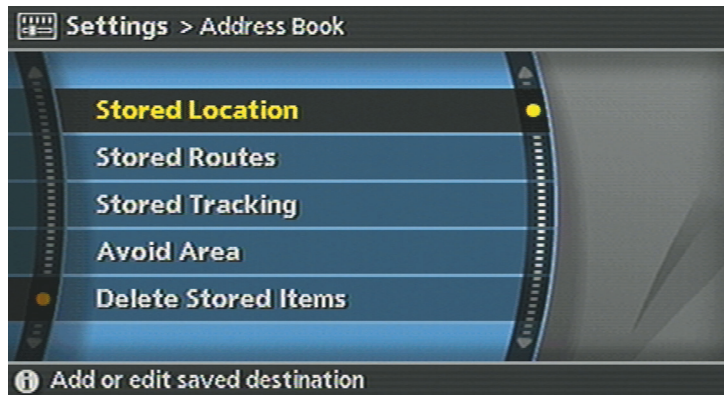 Settings > Address Book
Stored Location
Stored Routes
Stored Tracking
Avoid Area
Delete Stored Items
Add or edit saved destination